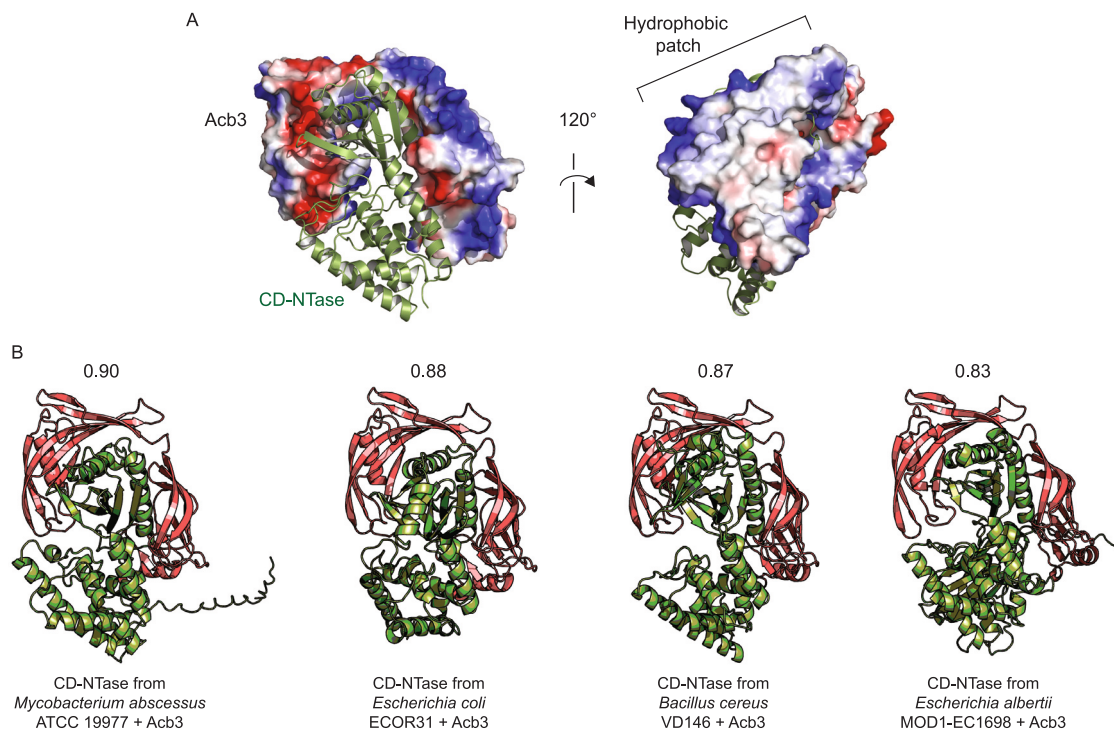 A
Hydrophobic
patch
Acb3
120°
CD-NTase
B
0.90
0.88
0.87
0.83
CD-NTase from
Mycobacterium abscessus
ATCC 19977 + Acb3
CD-NTase from
Escherichia coli
ECOR31 + Acb3
CD-NTase from
Bacillus cereus
VD146 + Acb3
CD-NTase from
Escherichia albertii
MOD1-EC1698 + Acb3